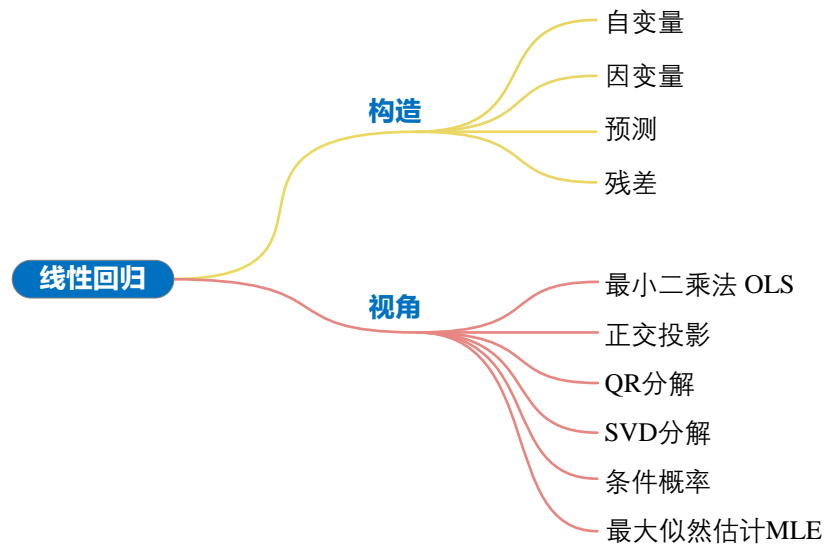 线性回归
构造
自变量
因变量
预测
残差
视角
最小二乘法 OLS
正交投影
QR分解
SVD分解
条件概率
最大似然估计MLE